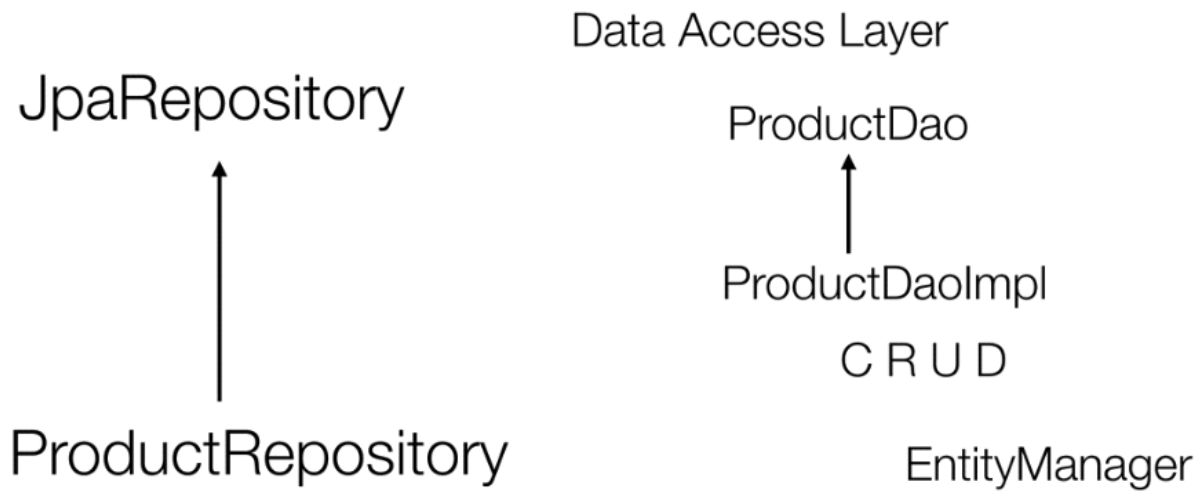 Data Access Layer
JpaRepository
ProductDao
ProductDaoImpl
C R U D
ProductRepository
EntityManager